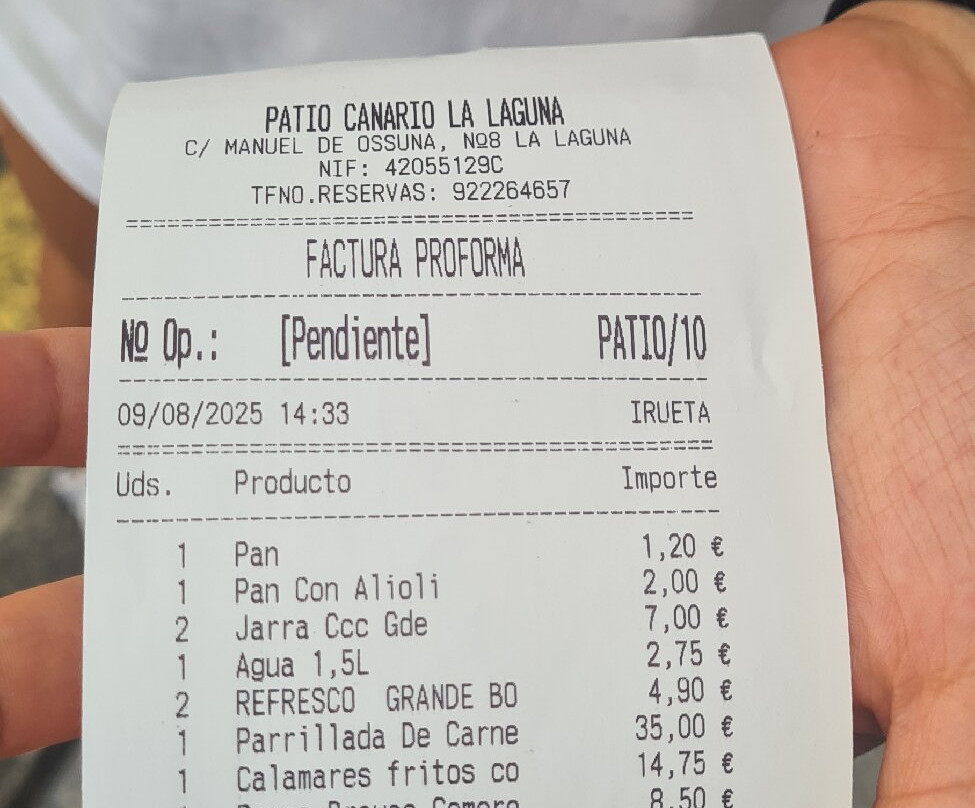 PATIO CANARIO LA LAGUNA
C/ MANUEL DE OSSUNA, Nº8 LA LAGUNA
NIF: 42055129C
TFNO.RESERVAS: 922264657
FACTURA PROFORMA
Nº Op.: [Pendiente] PATIO/10
09/08/2025 14:33 IRUETA
Uds. Producto Importe
1 Pan 1,20 €
1 Pan Con Alioli 2,00 €
2 Jarra Ccc Gde 7,00 €
1 Agua 1,5L 2,75 €
2 REFRESCO GRANDE BO 4,90 €
1 Parrillada De Carne 35,00 €
1 Calamares fritos co 14,75 €
8,50 €